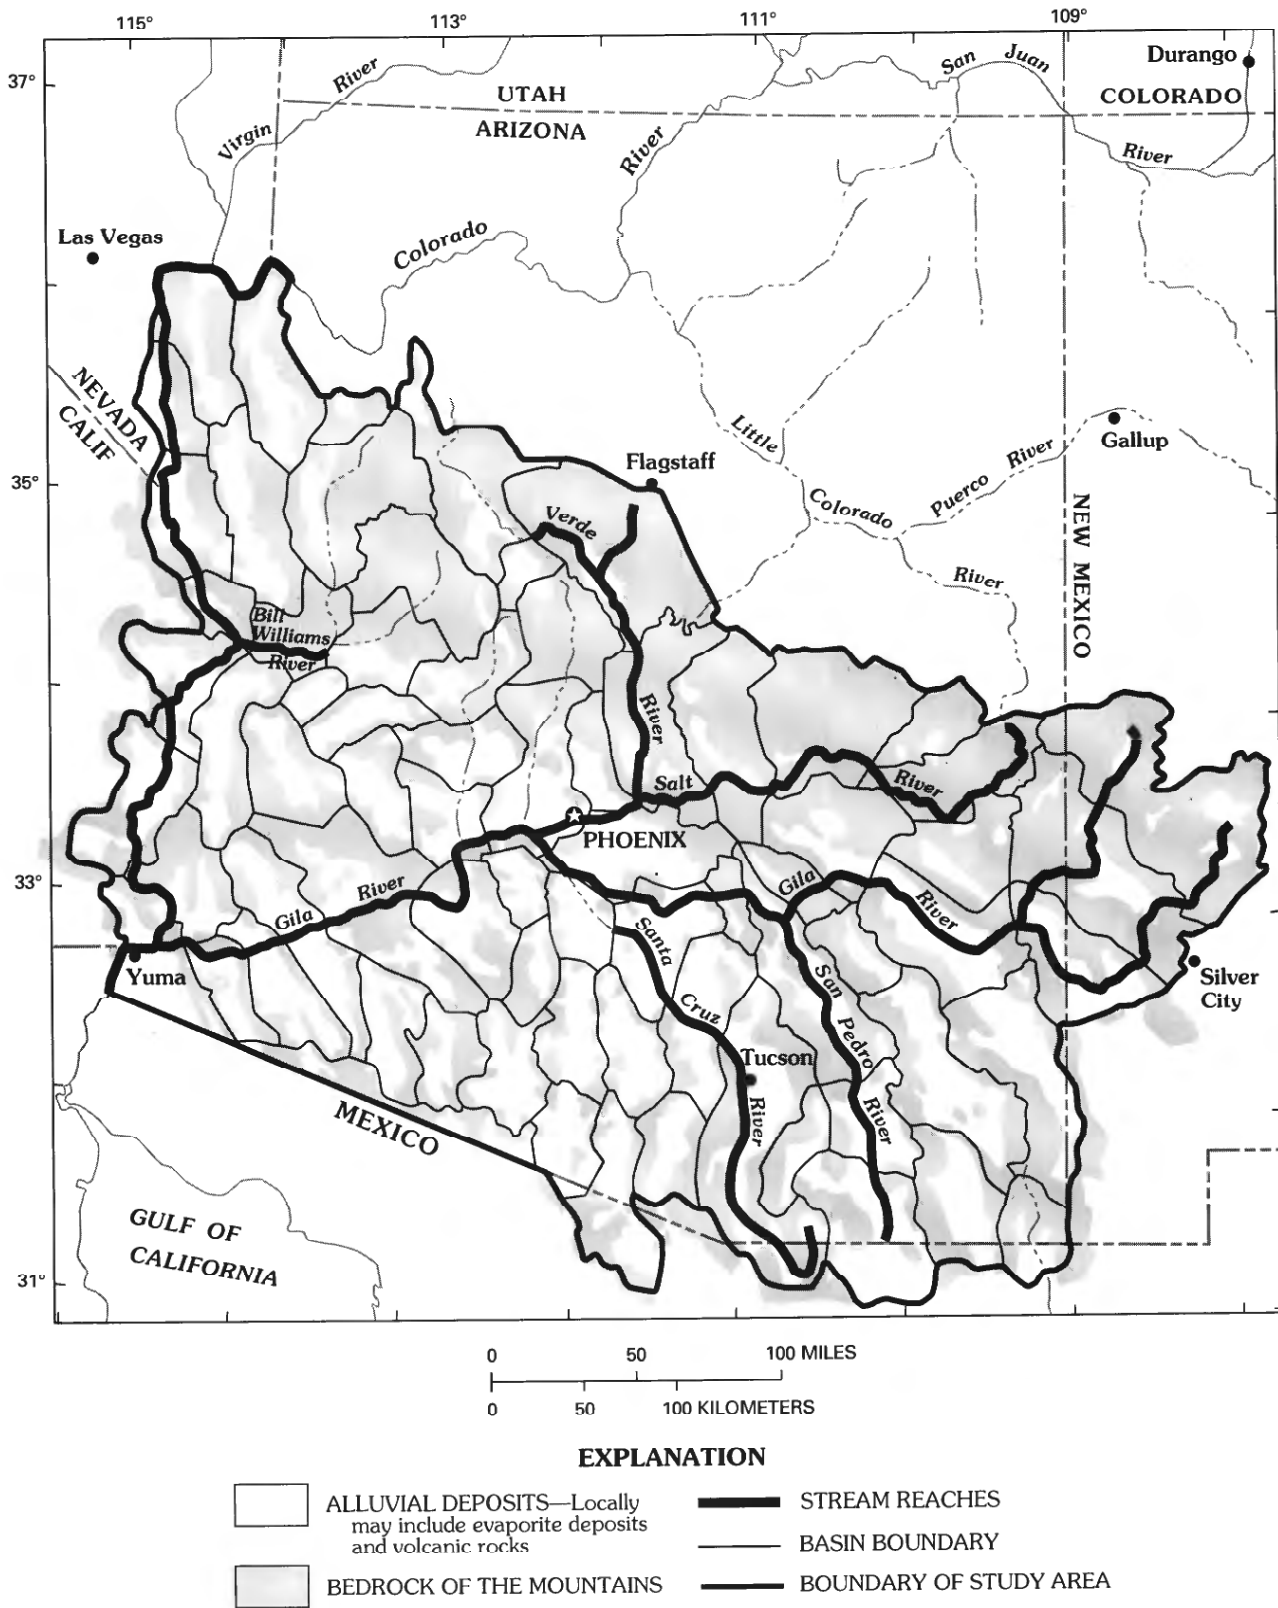 115°
113°
111°
109°
37°
35°
33°
31°
Durango
COLORADO
San Juan
River
UTAH
ARIZONA
Virgin River
River
Las Vegas
Colorado
NEVADA
CALIF
Little
Colorado
River
Puerco River
Gallup
NEW MEXICO
Flagstaff
Verde
River
Bill
Williams
River
Salt
River
PHOENIX
Gila River
Gila
River
Santa
Cruz
River
San
Pedro
River
Silver
City
Yuma
Tucson
MEXICO
GULF OF
CALIFORNIA
0 50 100 MILES
0 50 100 KILOMETERS
EXPLANATION
ALLUVIAL DEPOSITS—Locally
may include evaporite deposits
and volcanic rocks
BEDROCK OF THE MOUNTAINS
STREAM REACHES
BASIN BOUNDARY
BOUNDARY OF STUDY AREA